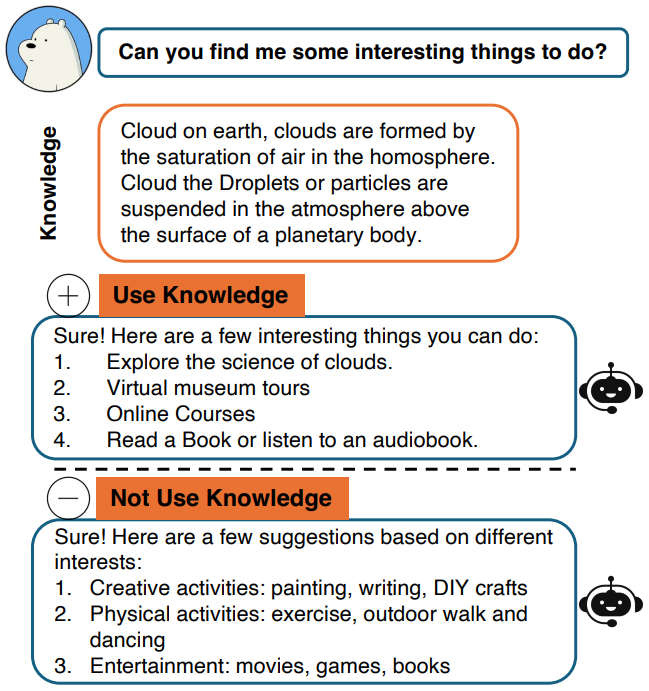 Can you find me some interesting things to do?
Knowledge
Cloud on earth, clouds are formed by
the saturation of air in the homosphere.
Cloud the Droplets or particles are
suspended in the atmosphere above
the surface of a planetary body.
Use Knowledge
Sure! Here are a few interesting things you can do:
1. Explore the science of clouds.
2. Virtual museum tours
3. Online Courses
4. Read a Book or listen to an audiobook.
Not Use Knowledge
Sure! Here are a few suggestions based on different
interests:
1. Creative activities: painting, writing, DIY crafts
2. Physical activities: exercise, outdoor walk and
dancing
3. Entertainment: movies, games, books